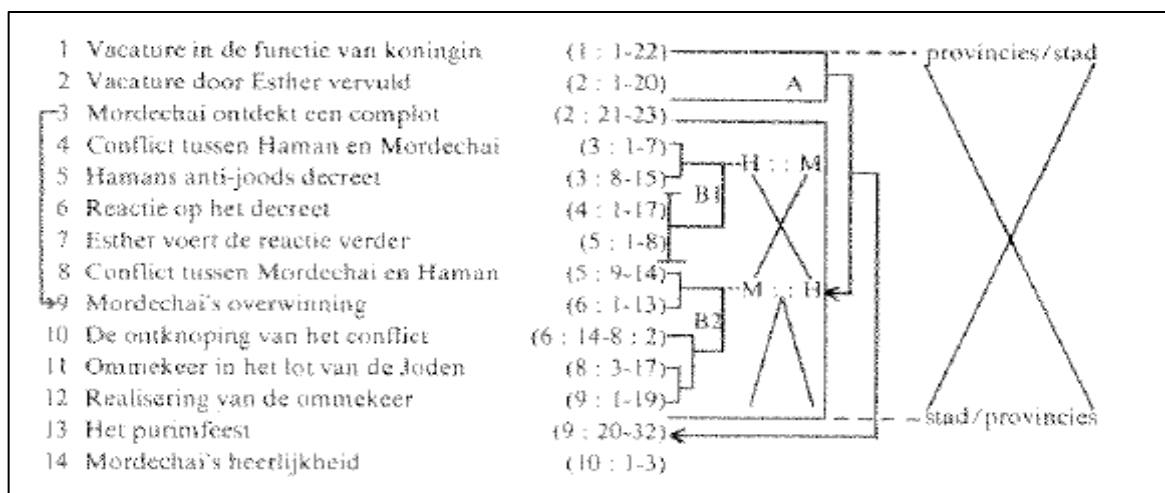 1 Vacature in de functie van koningin (1 : 1-22) provincies/stad
2 Vacature door Esther vervuld (2 : 1-20) A
3 Mordechai ontdekt een complot (2 : 21-23)
4 Conflict tussen Haman en Mordechai (3 : 1-7)
5 Hamans anti-joods decreet (3 : 8-15) B1 H : : M
6 Reactie op het decreet (4 : 1-17)
7 Esther voert de reactie verder (5 : 1-8)
8 Conflict tussen Mordechai en Haman (5 : 9-14)
9 Mordechai's overwinning (6 : 1-13) B2 M : : H
10 De ontknoping van het conflict (6 : 14-8 : 2)
11 Ommekeer in het lot van de Joden (8 : 3-17)
12 Realisering van de ommekeer (9 : 1-19)
13 Het purimfeest (9 : 20-32) stad/provincies
14 Mordechai's heerlijkheid (10 : 1-3)